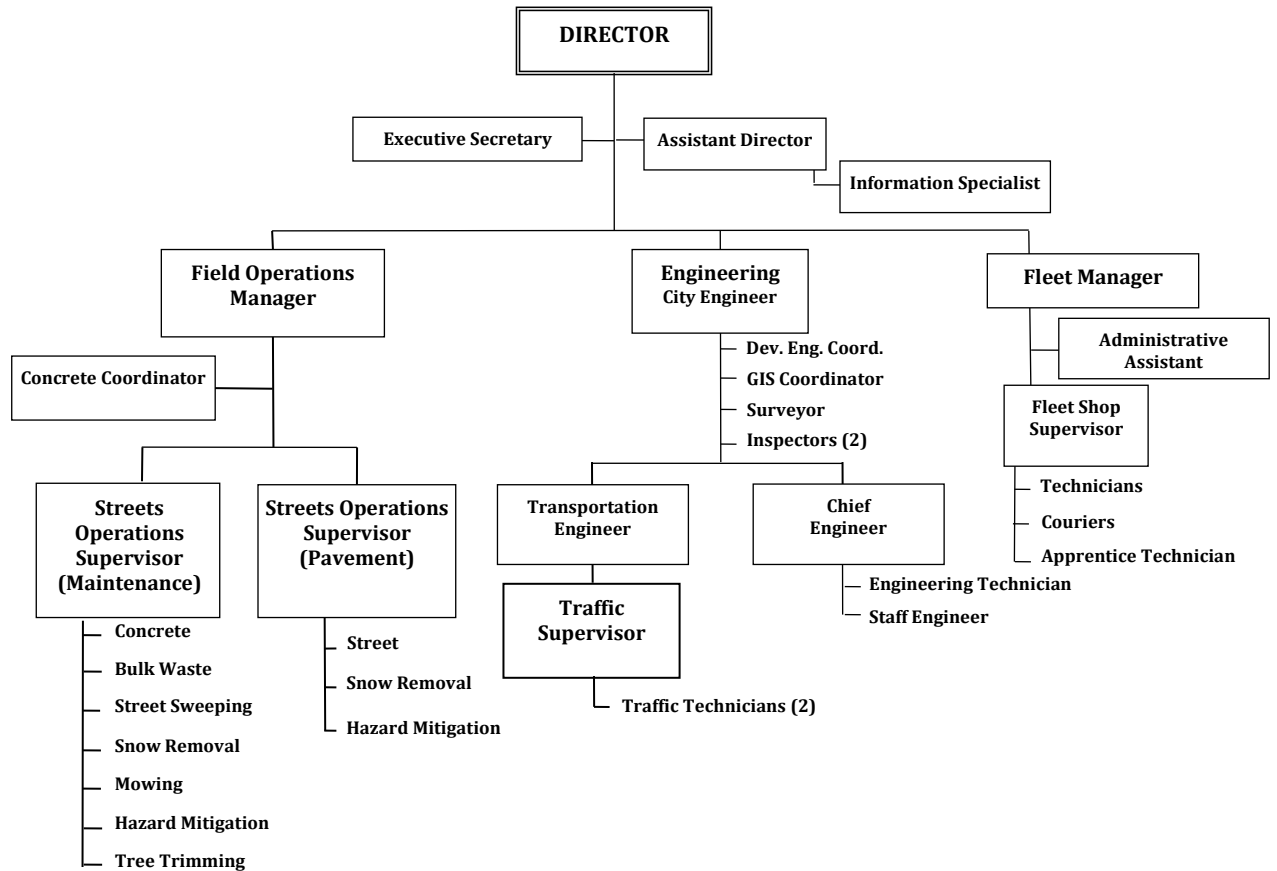 DIRECTOR
Executive Secretary
Assistant Director
Information Specialist
Field Operations
Manager
Engineering
City Engineer
Fleet Manager
Administrative
Assistant
Concrete Coordinator
Dev. Eng. Coord.
GIS Coordinator
Surveyor
Inspectors (2)
Fleet Shop
Supervisor
Technicians
Couriers
Apprentice Technician
Streets
Operations
Supervisor
(Maintenance)
Streets Operations
Supervisor
(Pavement)
Transportation
Engineer
Chief
Engineer
Engineering Technician
Staff Engineer
Traffic
Supervisor
Traffic Technicians (2)
Concrete
Bulk Waste
Street Sweeping
Snow Removal
Mowing
Hazard Mitigation
Tree Trimming
Street
Snow Removal
Hazard Mitigation